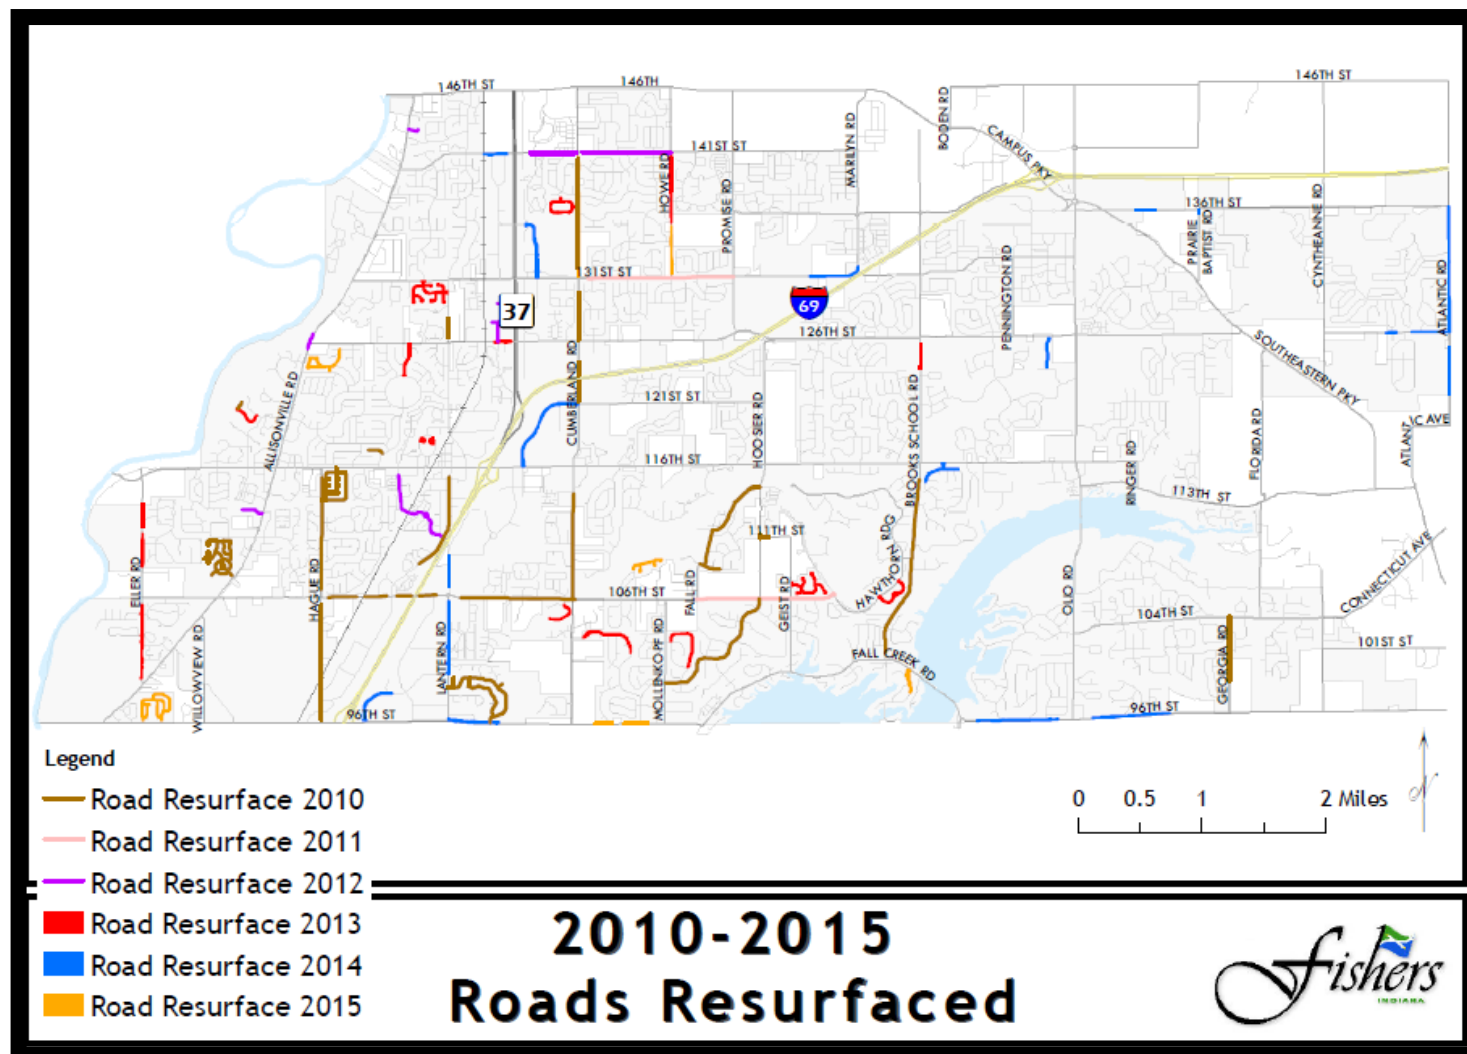 146TH ST
146TH
146TH ST
BODEN RD
MARILYN RD
CAMPUS PKY
141ST ST
HOWE RD
PROMISE RD
136TH ST
PRAIRIE
BAPTIST RD
CYNTHEANNE RD
ATLANTIC RD
131ST ST
PENNINGTON RD
37
69
126TH ST
SOUTHEASTERN PKY
CUMBERLAND RD
ALLISONVILLE RD
121ST ST
HOOSIER RD
BROOKS SCHOOL RD
FLORIDA RD
ATLANT
IC AVE
116TH ST
RINGER RD
113TH ST
111TH ST
HAWTHORN RDG
CONNECTICUT AVE
ELLER RD
HAGUE RD
106TH ST
FALL RD
GEIST RD
OLIO RD
104TH ST
101ST ST
WILLOWVIEW RD
LANTERN RD
MOLLENKOPF RD
FALL CREEK RD
GEORGIA RD
96TH ST
96TH ST
Legend
Road Resurface 2010
Road Resurface 2011
Road Resurface 2012
Road Resurface 2013
Road Resurface 2014
Road Resurface 2015
0 0.5 1 2 Miles
N
2010-2015
Roads Resurfaced
Fishers
INDIANA